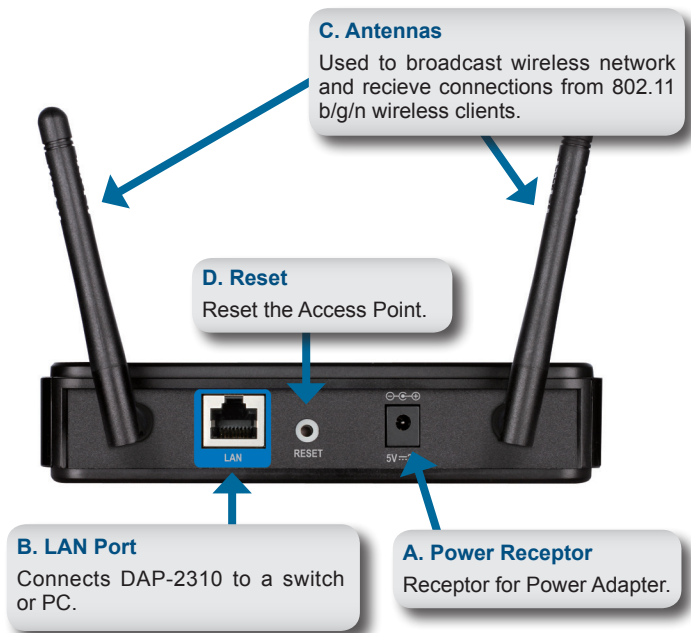 C. Antennas
Used to broadcast wireless network
and recieve connections from 802.11
b/g/n wireless clients.
D. Reset
Reset the Access Point.
LAN
RESET
5V
B. LAN Port
Connects DAP-2310 to a switch
or PC.
A. Power Receptor
Receptor for Power Adapter.